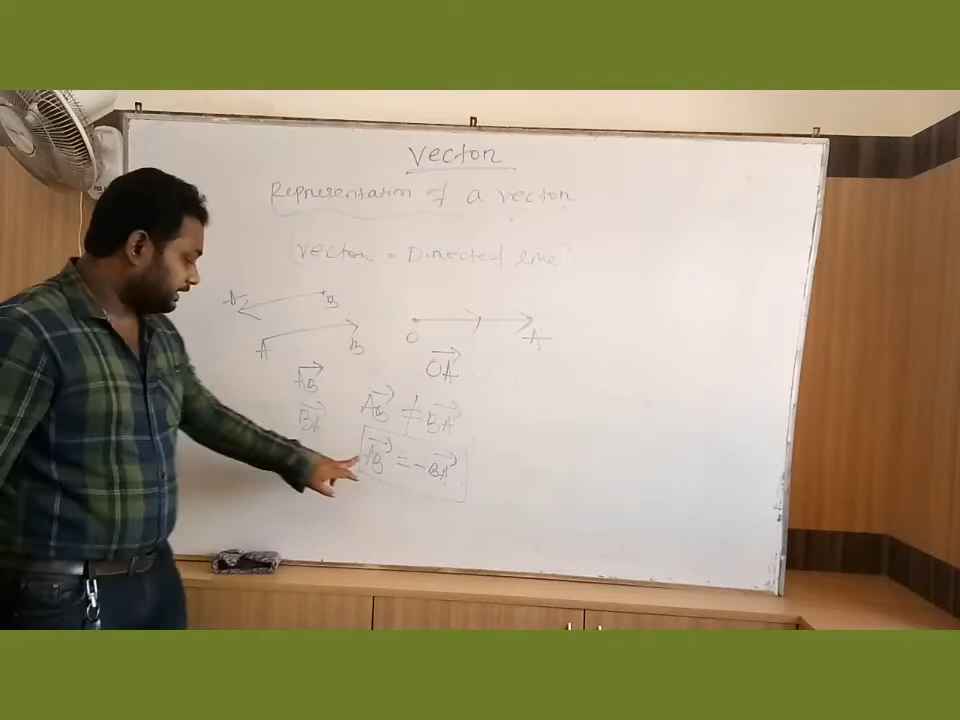 Vector
Representation of a vector
(vector = Directed line
A B
A B
O A
AB
OA
BA
AB ≠ BA
AB = -BA